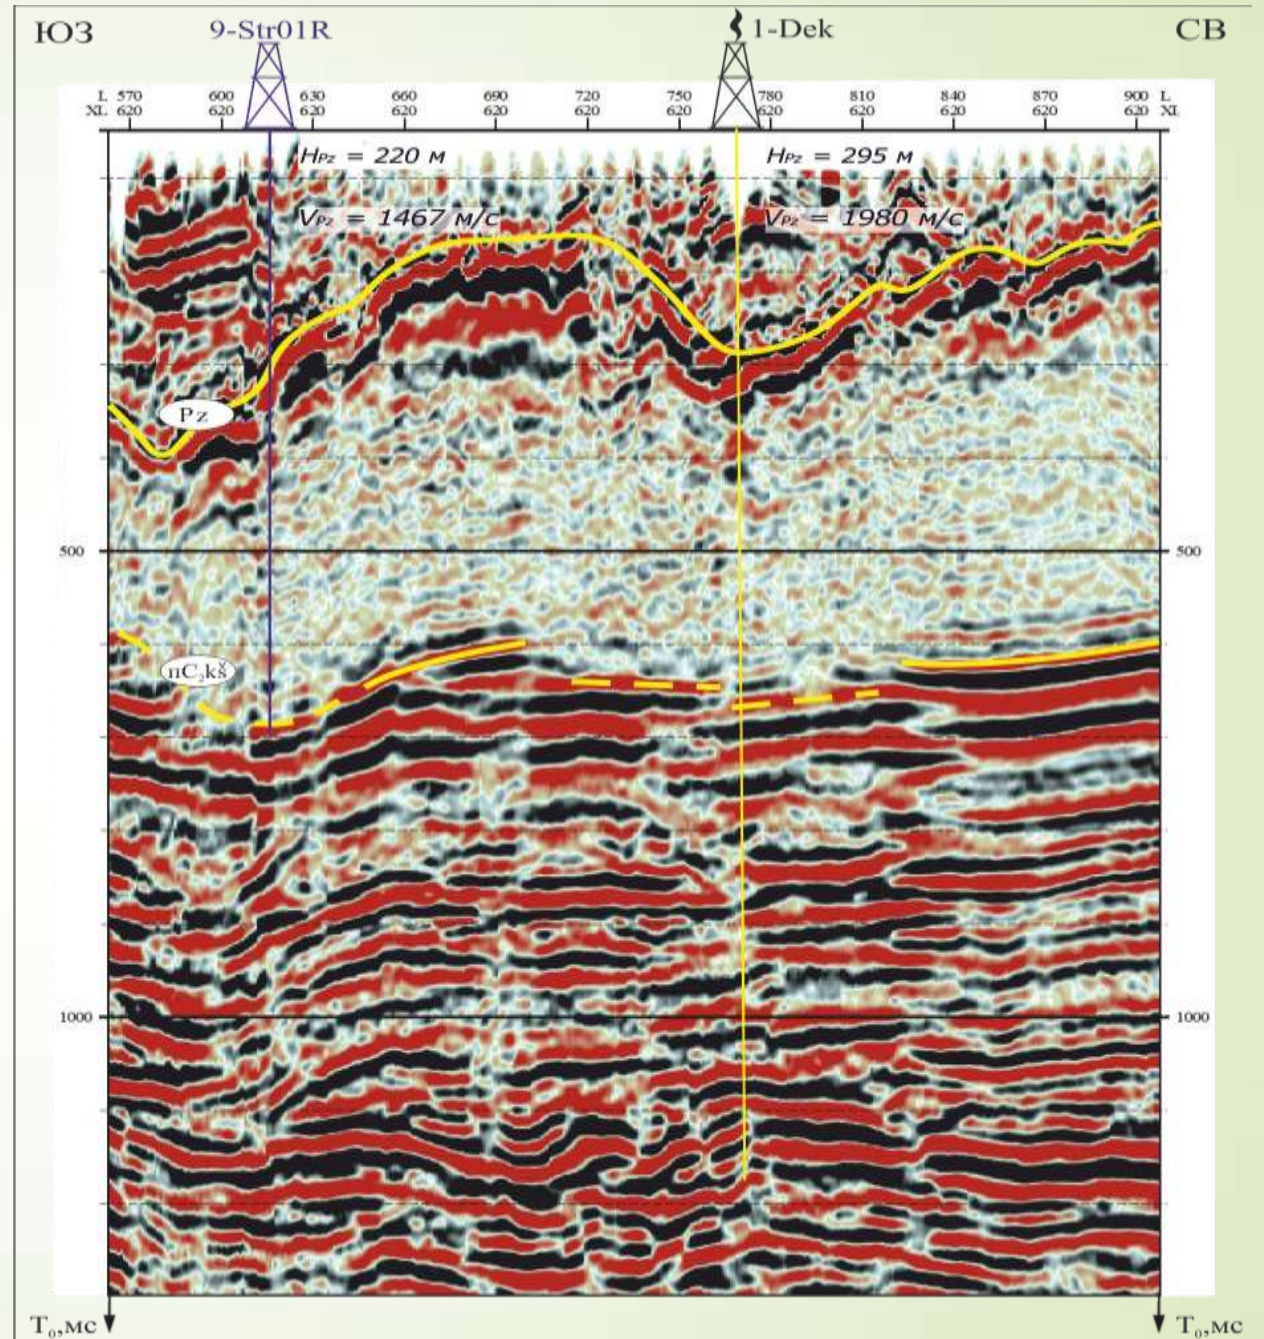 ЮЗ 9-Str01R 1-Dek СВ
L 570 600 630 660 690 720 750 780 810 840 870 900 L
XL 620 620 620 620 620 620 620 620 620 620 620 620 XL
HPz = 220 м HPz = 295 м
VPz = 1467 м/с VPz = 1980 м/с
Pz
500 500
пC₂kš
1000 1000
T₀,мс T₀,мс